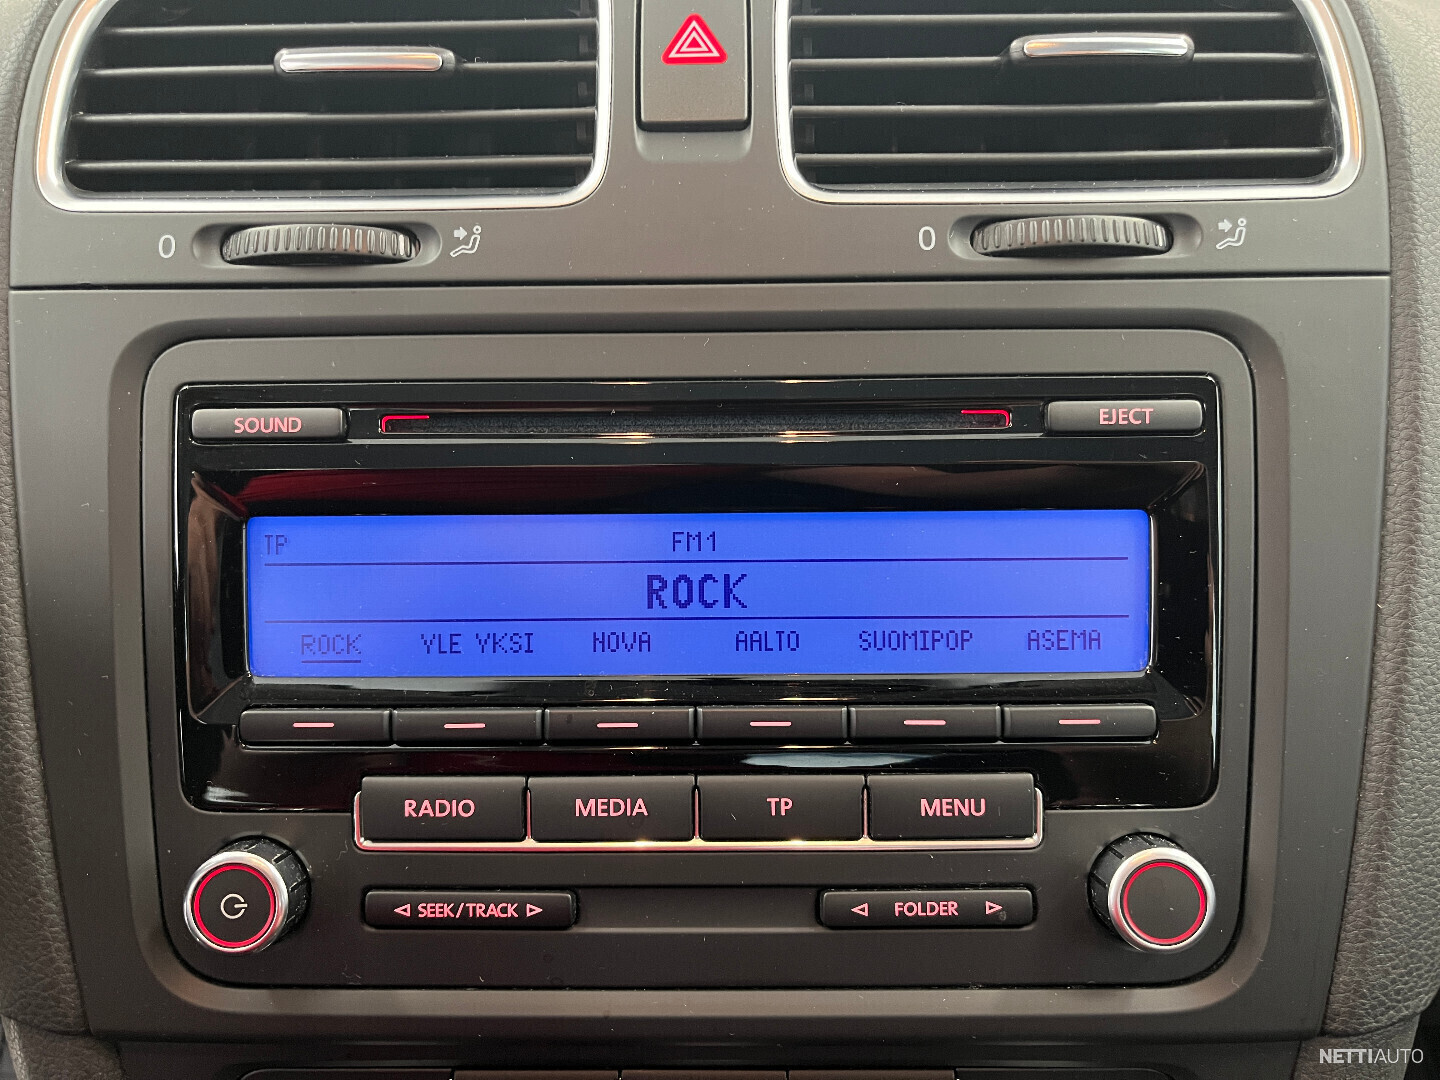 0 0
SOUND EJECT
TP FM1
ROCK
ROCK YLE YKSI NOVA AALTO SUOMIPOP ASEMA
RADIO MEDIA TP MENU
SEEK/TRACK FOLDER
NETTIAUTO